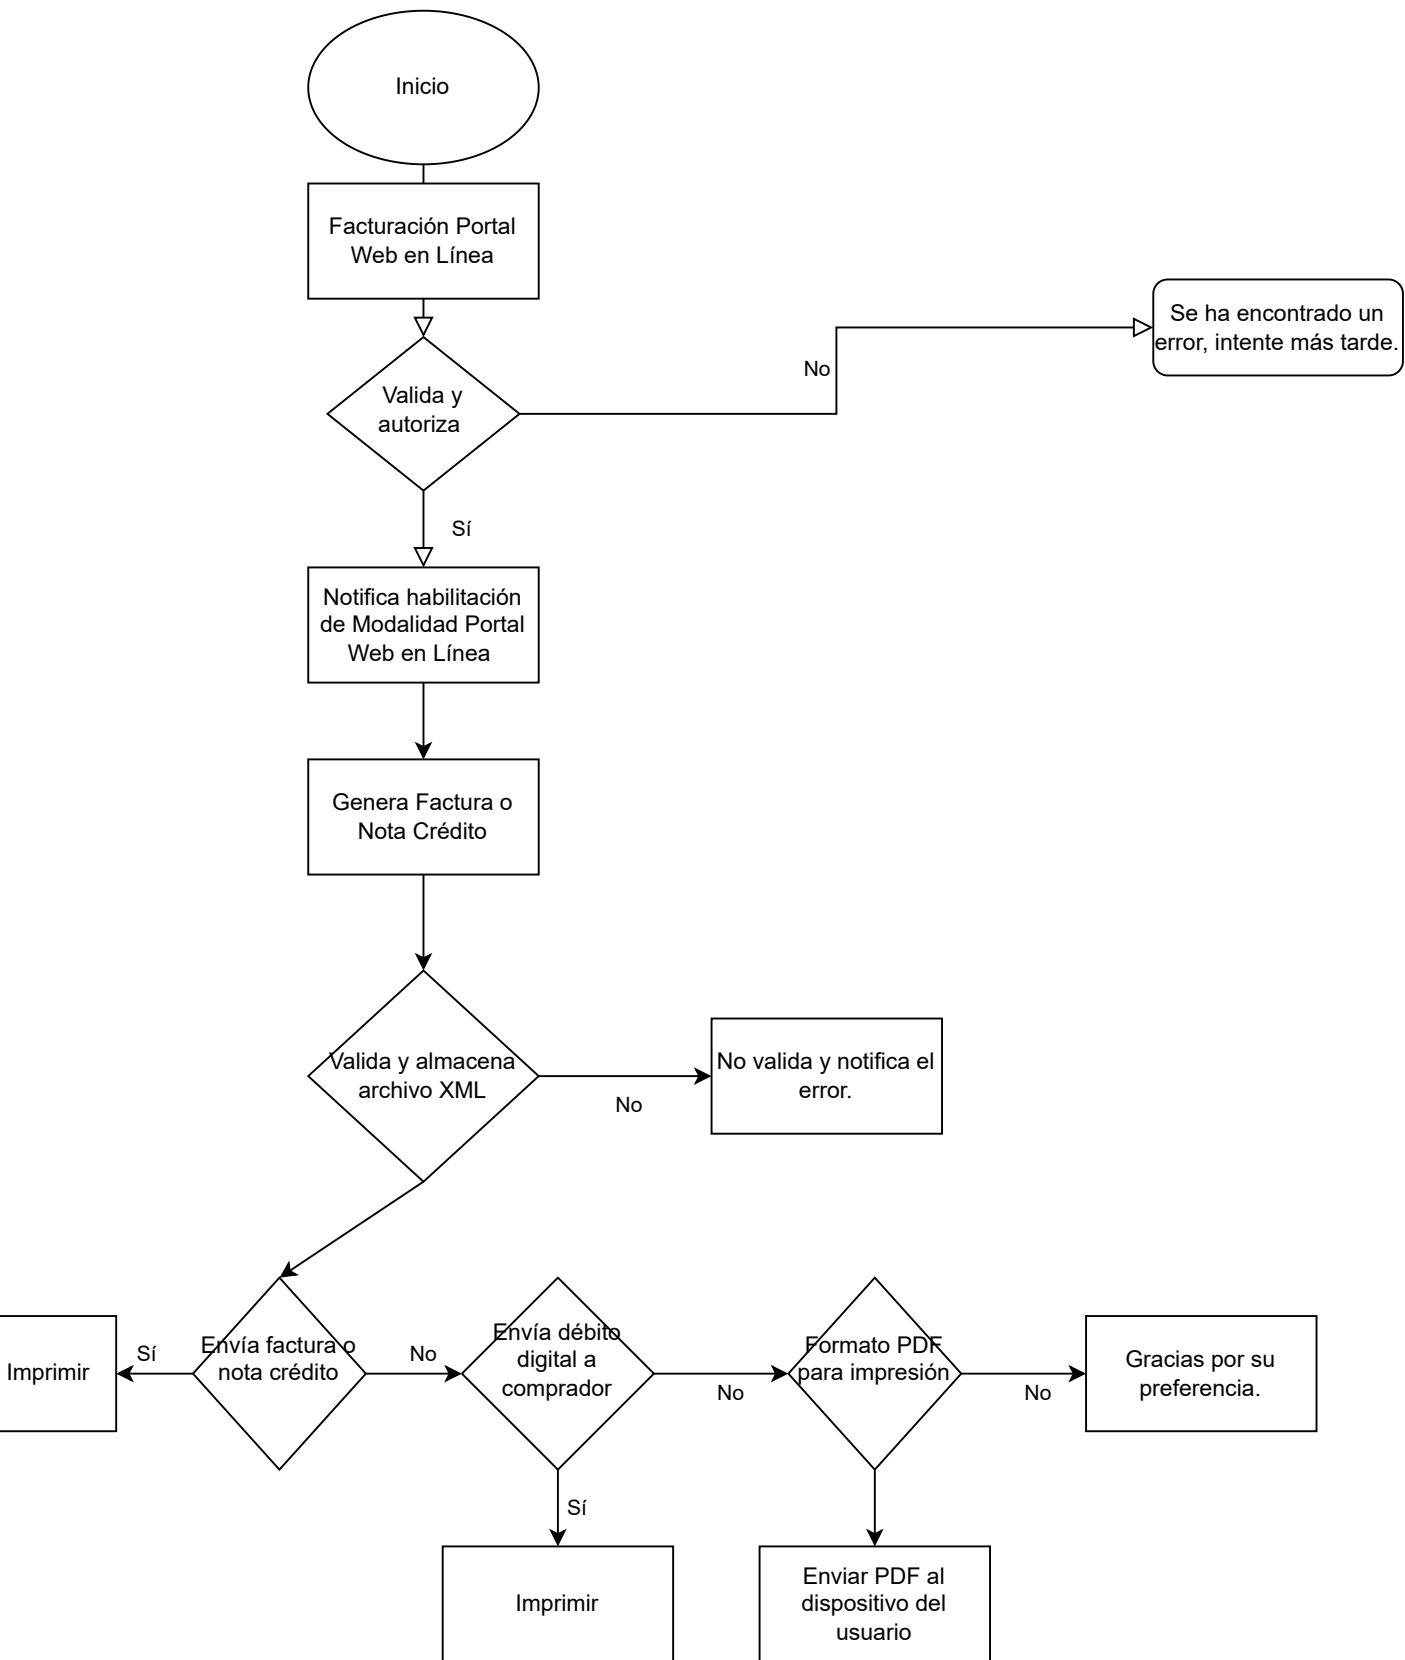 Inicio
Facturación Portal
Web en Línea
Se ha encontrado un
error, intente más tarde.
No
Valida y
autoriza
Sí
Notifica habilitación
de Modalidad Portal
Web en Línea
Genera Factura o
Nota Crédito
Valida y almacena
archivo XML
No
No valida y notifica el
error.
Imprimir
Sí
Envía factura o
nota crédito
No
Envía débito
digital a
comprador
No
Formato PDF
para impresión
No
Gracias por su
preferencia.
Sí
Imprimir
Enviar PDF al
dispositivo del
usuario